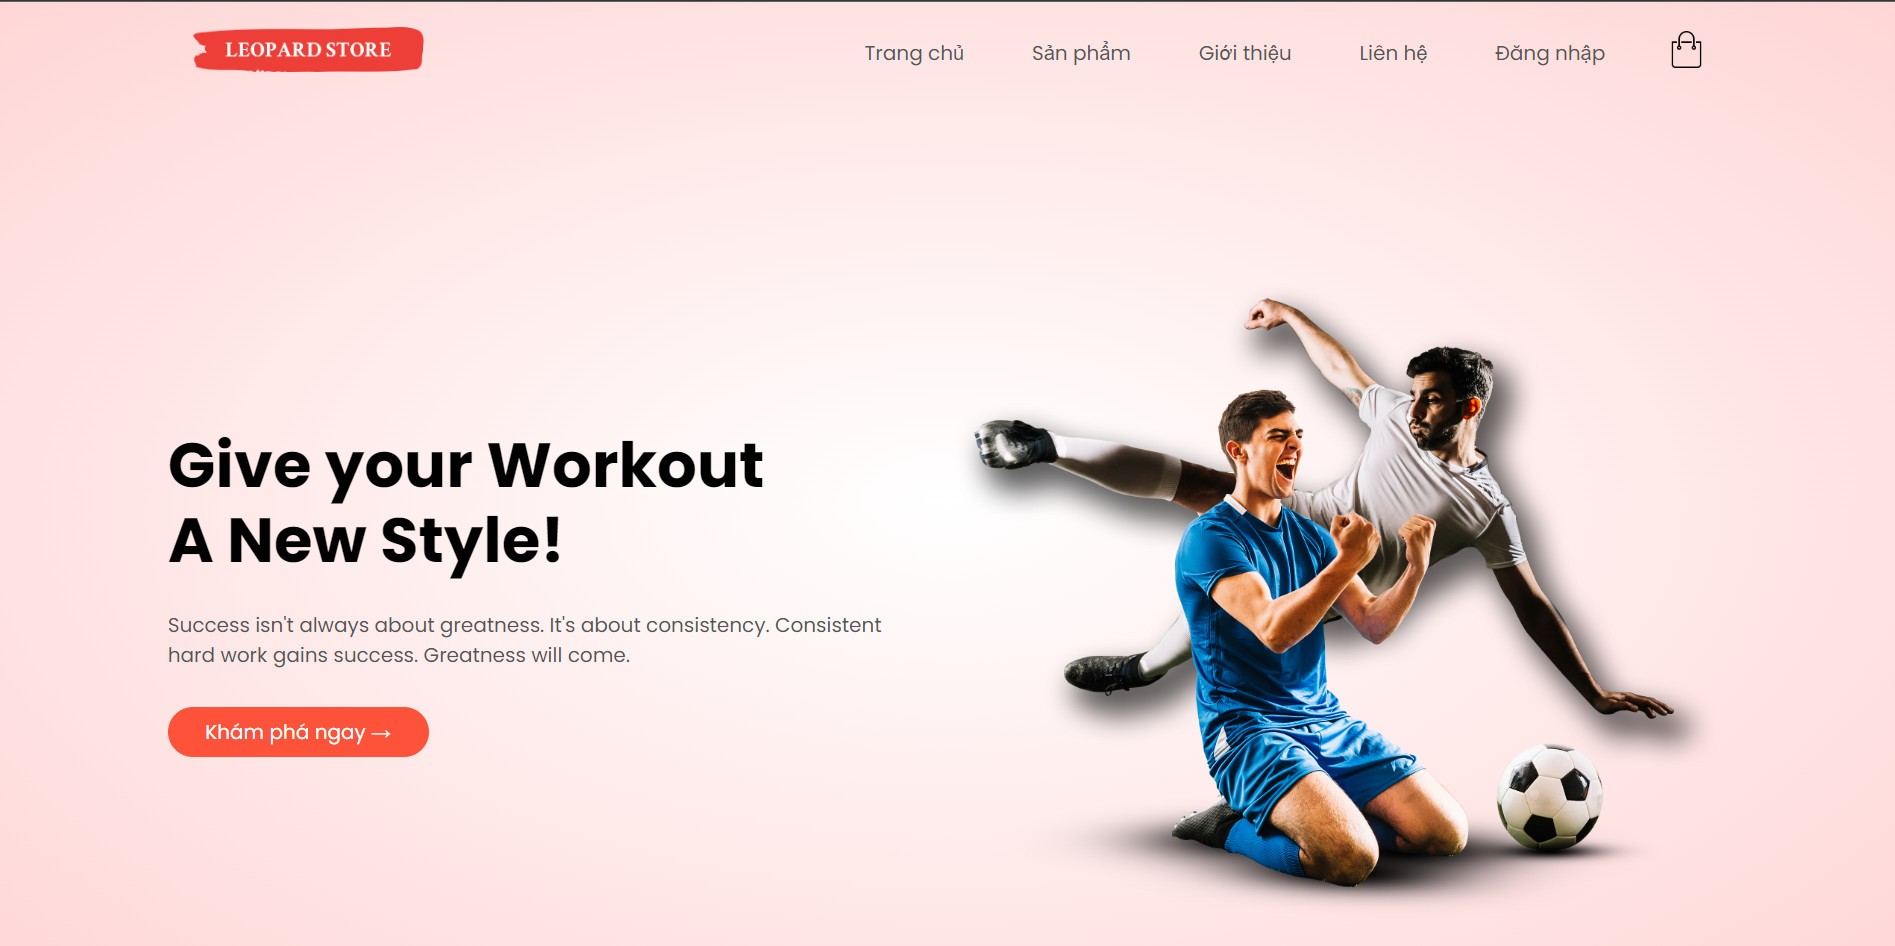 LEOPARD STORE
Trang chủ
Sản phẩm
Giới thiệu
Liên hệ
Đăng nhập
Give your Workout
A New Style!
Success isn't always about greatness. It's about consistency. Consistent
hard work gains success. Greatness will come.
Khám phá ngay →